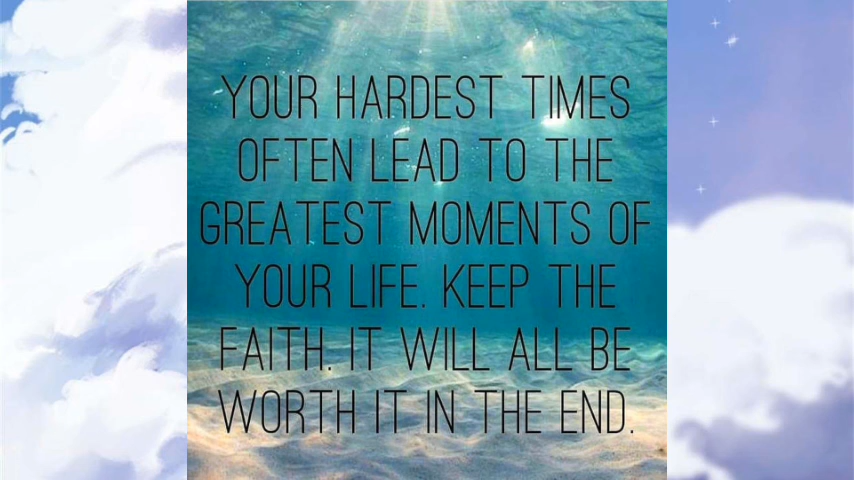 YOUR HARDEST TIMES
OFTEN LEAD TO THE
GREATEST MOMENTS OF
YOUR LIFE. KEEP THE
FAITH. IT WILL ALL BE
WORTH IT IN THE END.